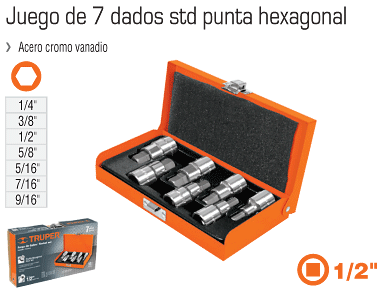 Juego de 7 dados std punta hexagonal
› Acero cromo vanadio
1/4"
3/8"
1/2"
5/8"
5/16"
7/16"
9/16"
TRUPER
1/2"